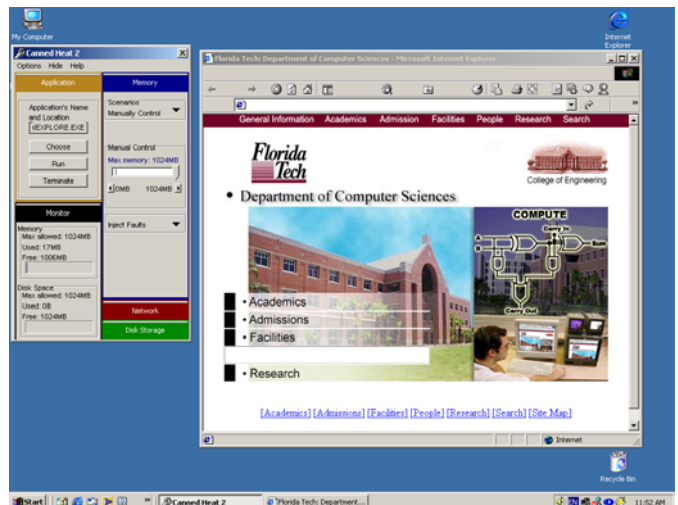 My Computer
Internet
Explorer
Canned Heat 2
Options Hide Help
Application
Memory
Application's Name
and Location
Choose
Run
Terminate
Scenarios
Manually Control
Manual Control
Max memory: 1024MB
0MB 1024MB
Inject Faults
Monitor
Memory
Max allowed: 1024MB
Used: 17MB
Free: 1006MB
Disk Space
Max allowed: 1024MB
Used: 0B
Free: 1024MB
Network
Disk Storage
Florida Tech: Department of Computer Sciences - Microsoft Internet Explorer
General Information Academics Admission Facilities People Research Search
Florida
Tech
College of Engineering
• Department of Computer Sciences
COMPUTE
Carry In
A
B
Sum
Carry Out
• Academics
• Admissions
• Facilities
• Research
[Academics] [Admissions] [Facilities] [People] [Research] [Search] [Site Map]
Internet
Recycle Bin
Start
Canned Heat 2
Florida Tech: Department...
EN
11:52 AM